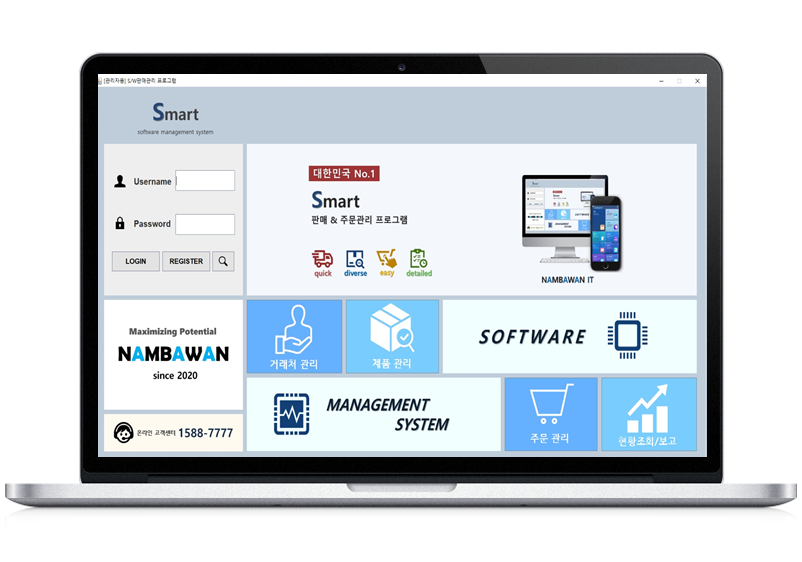 [관리자용] S/W판매관리 프로그램
Smart
software management system
Username
Password
LOGIN
REGISTER
대한민국 No.1
Smart
판매 & 주문관리 프로그램
quick
diverse
easy
detailed
NAMBAWAN IT
Maximizing Potential
NAMBAWAN
since 2020
온라인 고객센터 1588-7777
거래처 관리
제품 관리
SOFTWARE
MANAGEMENT
SYSTEM
주문 관리
현황조회/보고